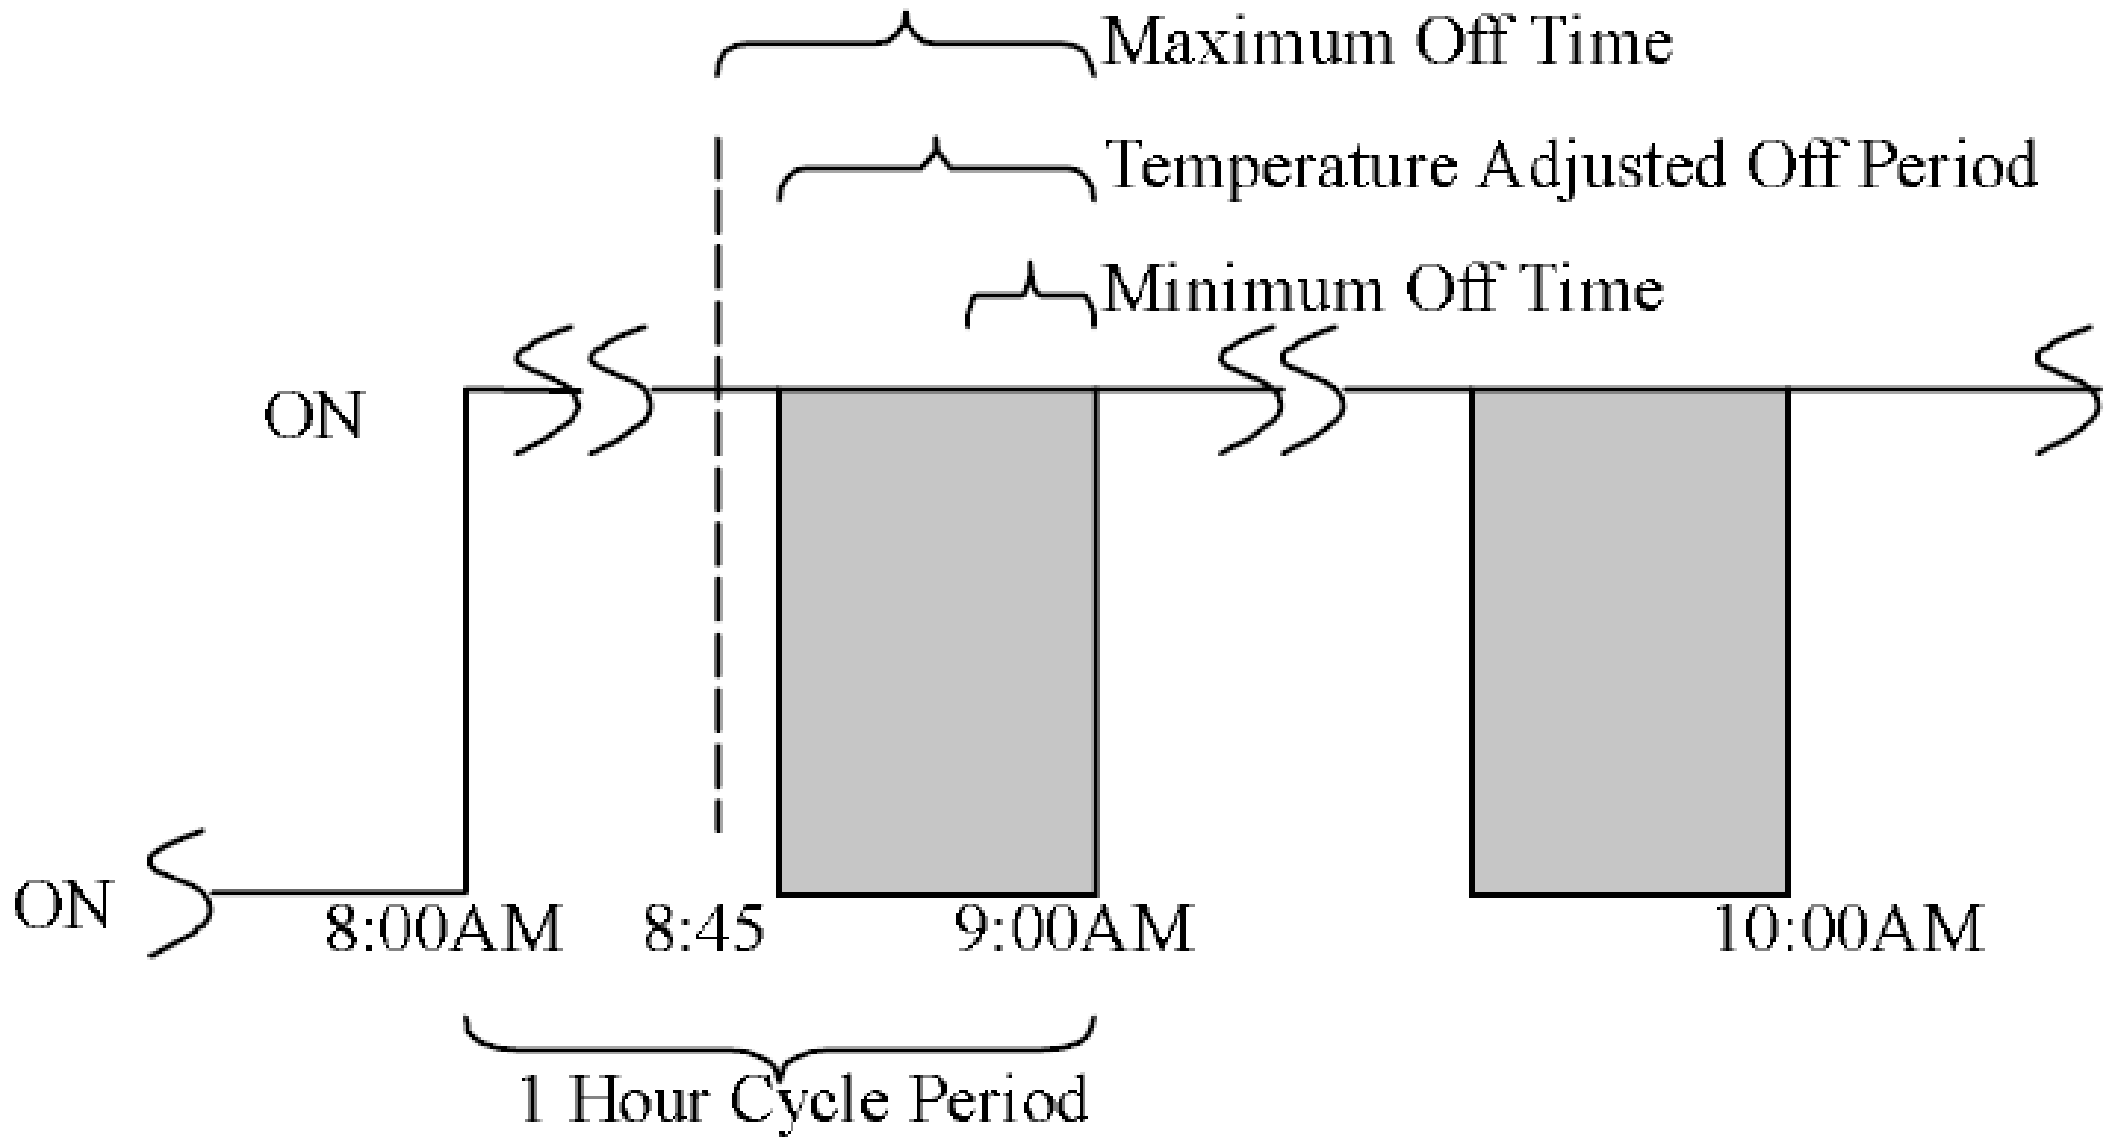 Maximum Off Time
Temperature Adjusted Off Period
Minimum Off Time
ON
ON
8:00AM
8:45
9:00AM
10:00AM
1 Hour Cycle Period